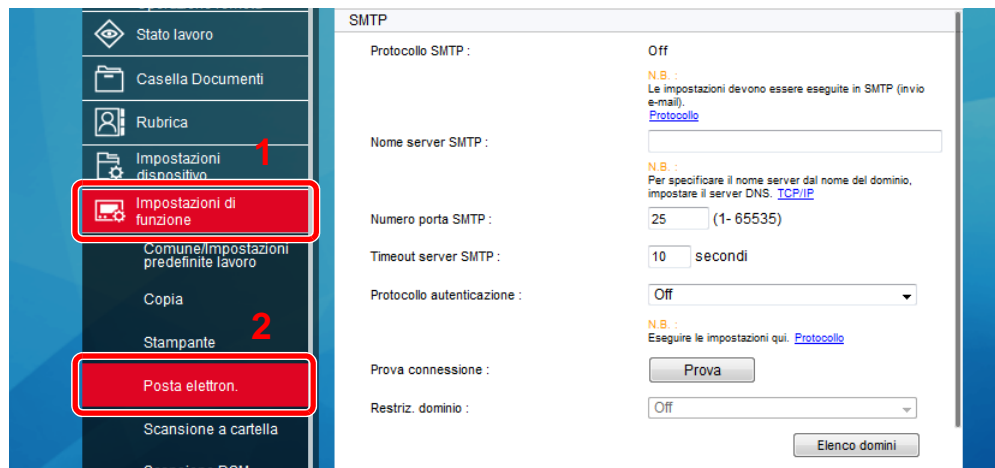 Stato lavoro
Casella Documenti
Rubrica
1
Impostazioni
dispositivo
Impostazioni di
funzione
Comune/Impostazioni
predefinite lavoro
Copia
2
Stampante
Posta elettron.
Scansione a cartella
SMTP
Protocollo SMTP :
Off
N.B. :
Le impostazioni devono essere eseguite in SMTP (invio
e-mail).
Protocollo
Nome server SMTP :
N.B. :
Per specificare il nome server dal nome del dominio,
impostare il server DNS. TCP/IP
Numero porta SMTP :
25 (1- 65535)
Timeout server SMTP :
10 secondi
Protocollo autenticazione :
Off
N.B. :
Eseguire le impostazioni qui. Protocollo
Prova connessione :
Prova
Restriz. dominio :
Off
Elenco domini